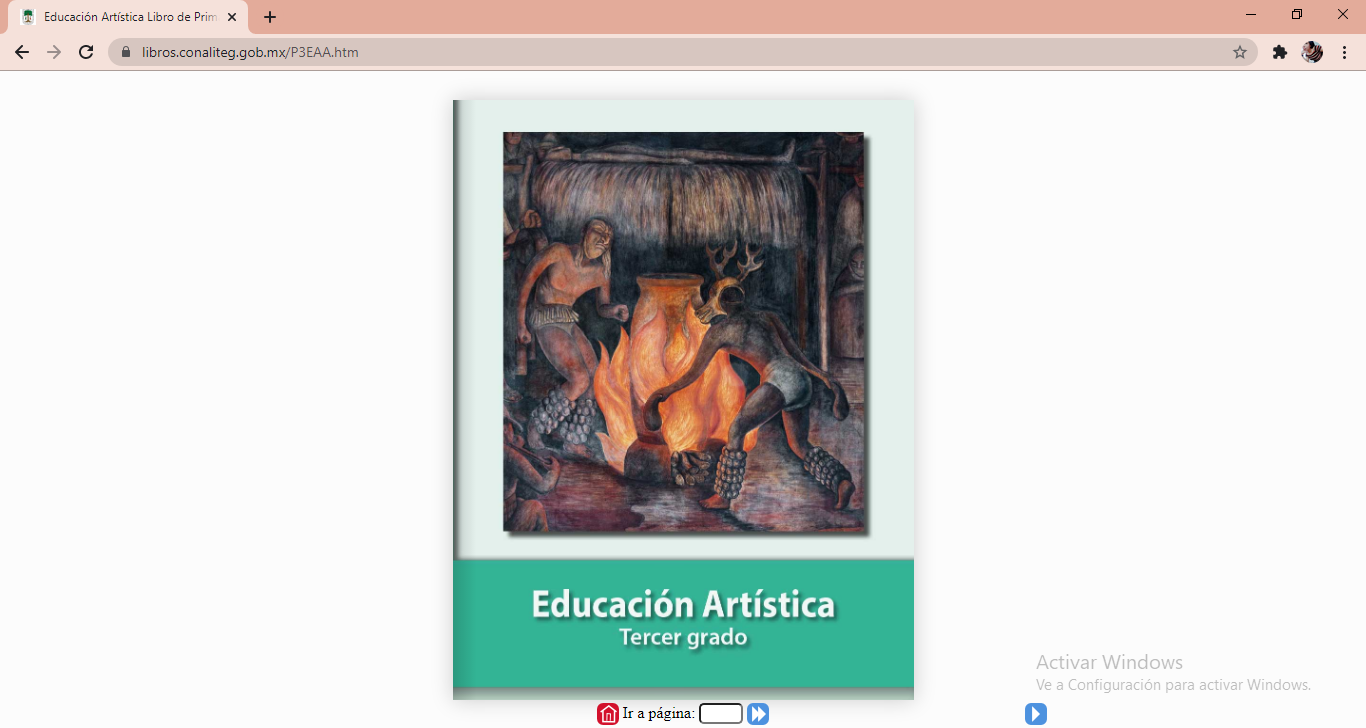 Educación Artística Libro de Prim
libros.conaliteg.gob.mx/P3EAA.htm
Educación Artística
Tercer grado
Activar Windows
Ve a Configuración para activar Windows.
Ir a página: